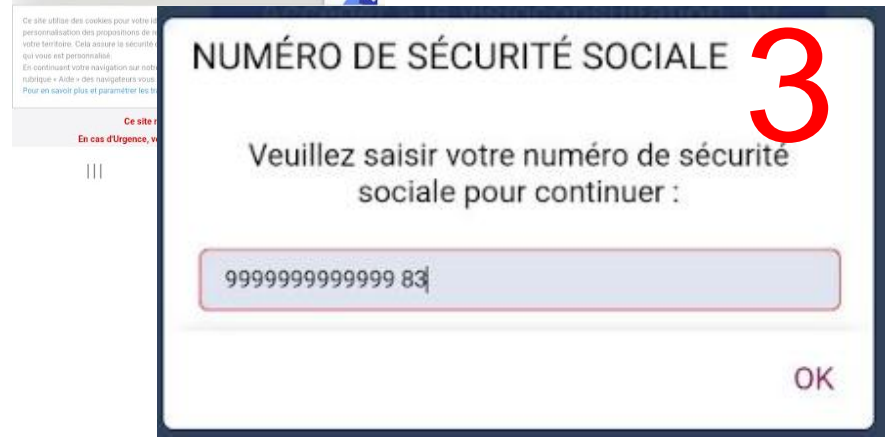 Ce site utilise des cookies pour votre
personnalisation des propositions de
votre territoire. Cela assure la sécurité
qui vous est personnalisé.
En continuant votre navigation sur
rubrique « Aide » des navigateurs vous
Pour en savoir plus et paramétrer les
Ce site
En cas d'Urgence,
NUMÉRO DE SÉCURITÉ SOCIALE
3
Veuillez saisir votre numéro de sécurité
sociale pour continuer :
9999999999999 83
OK